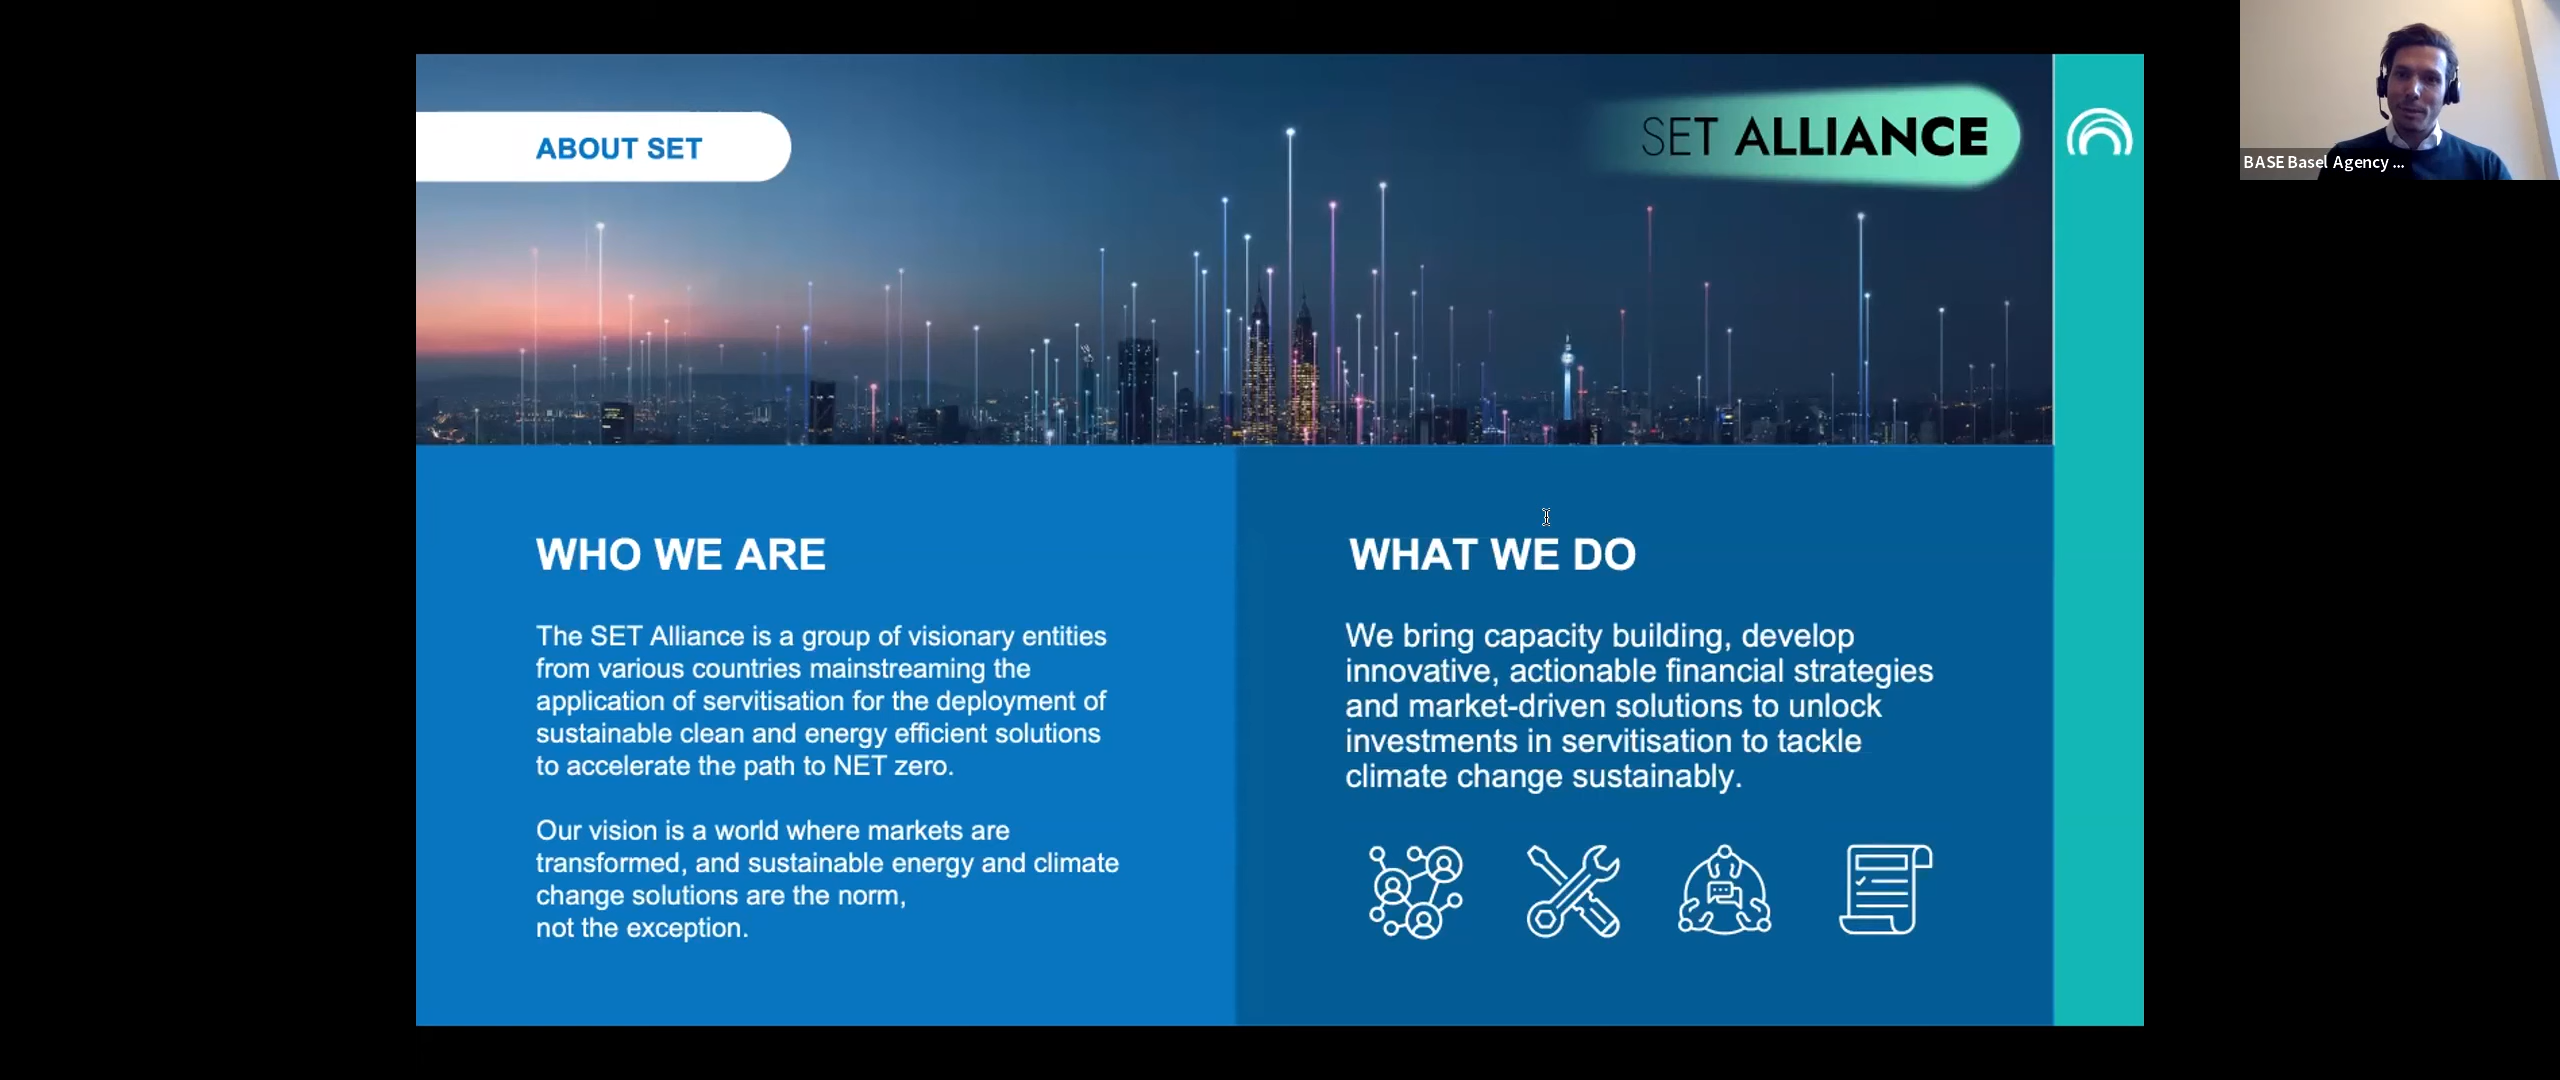 ABOUT SET
SET ALLIANCE
BASE Basel Agency ...
WHO WE ARE
The SET Alliance is a group of visionary entities
from various countries mainstreaming the
application of servitisation for the deployment of
sustainable clean and energy efficient solutions
to accelerate the path to NET zero.
Our vision is a world where markets are
transformed, and sustainable energy and climate
change solutions are the norm,
not the exception.
WHAT WE DO
We bring capacity building, develop
innovative, actionable financial strategies
and market-driven solutions to unlock
investments in servitisation to tackle
climate change sustainably.